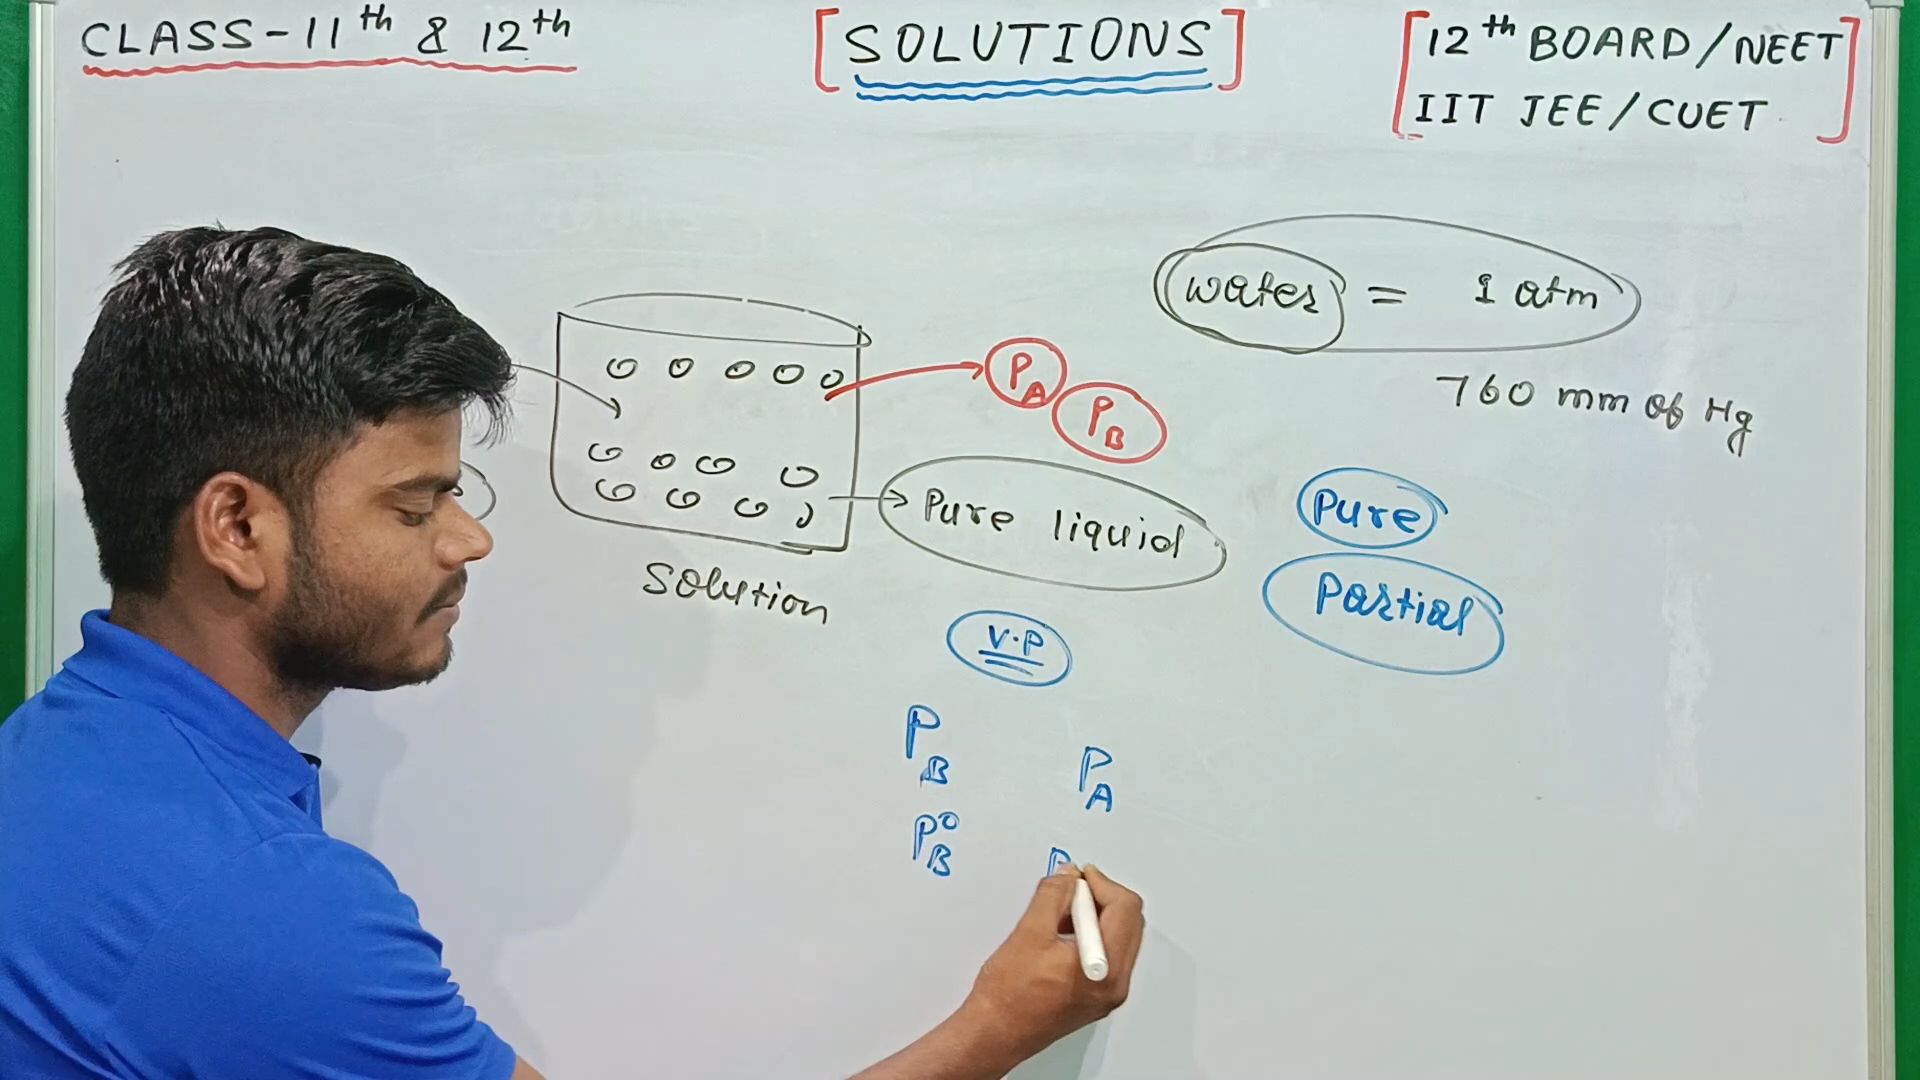 CLASS-11th & 12th
[SOLUTIONS]
[12th BOARD/NEET
IIT JEE/CUET]
water = 1 atm
760 mm of Hg
PA
PB
Pure liquid
Solution
Pure
Partial
V.P
PB
PA
P°B
P